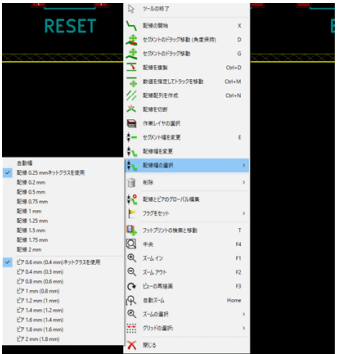 RESET
ツールの終了
配線の開始 X
セグメントのドラッグ移動 (角度保持) D
セグメントのドラッグ移動 G
配線を複製 Ctrl+D
数値を指定してトラックを移動 Ctrl+M
配線配列を作成 Ctrl+N
配線を切断
作業レイヤの選択
セグメント幅を変更 E
配線幅を変更
配線幅の選択
削除
配線とビアのグローバル編集
フラグをセット
フットプリントの検索と移動 T
中央 F4
ズームイン F1
ズームアウト F2
ビューの再描画 F3
自動ズーム Home
ズームの選択
グリッドの選択
閉じる
自動幅
配線 0.25 mmネットクラスを使用
配線 0.2 mm
配線 0.5 mm
配線 0.75 mm
配線 1 mm
配線 1.25 mm
配線 1.5 mm
配線 1.75 mm
配線 2 mm
ビア 0.6 mm (0.4 mm)ネットクラスを使用
ビア 0.4 mm (0.3 mm)
ビア 0.8 mm (0.6 mm)
ビア 1 mm (0.8 mm)
ビア 1.2 mm (1 mm)
ビア 1.4 mm (1.2 mm)
ビア 1.6 mm (1.4 mm)
ビア 1.8 mm (1.6 mm)
ビア 2 mm (1.8 mm)